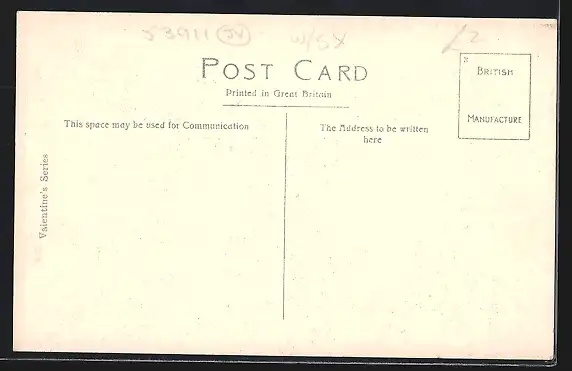 53911 JV W/SX £2
POST CARD
Printed in Great Britain
BRITISH
MANUFACTURE
This space may be used for Communication
The Address to be written
here
Valentine's Series